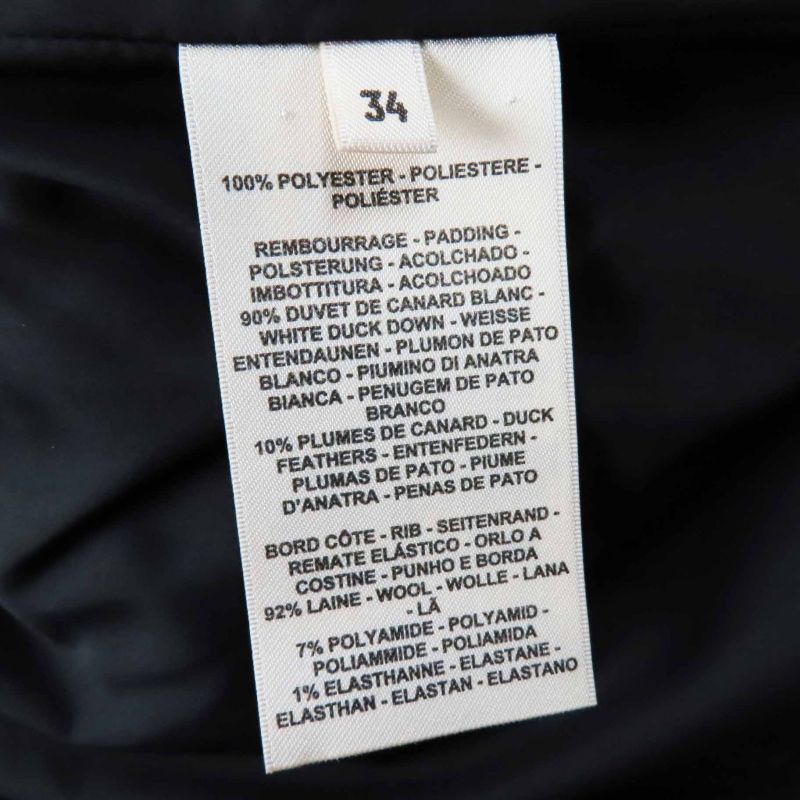 34
100% POLYESTER - POLIESTERE -
POLIÉSTER
REMBOURRAGE - PADDING -
POLSTERUNG - ACOLCHADO -
IMBOTTITURA - ACOLCHOADO
90% DUVET DE CANARD BLANC -
WHITE DUCK DOWN - WEISSE
ENTENDAUNEN - PLUMON DE PATO
BLANCO - PIUMINO DI ANATRA
BIANCA - PENUGEM DE PATO
BRANCO
10% PLUMES DE CANARD - DUCK
FEATHERS - ENTENFEDERN -
PLUMAS DE PATO - PIUME
D'ANATRA - PENAS DE PATO
BORD CÔTE - RIB - SEITENRAND -
REMATE ELÁSTICO - ORLO A
COSTINE - PUNHO E BORDA
92% LAINE - WOOL - WOLLE - LANA
- LÃ
7% POLYAMIDE - POLYAMID -
POLIAMMIDE - POLIAMIDA
1% ELASTHANNE - ELASTANE -
ELASTHAN - ELASTAN - ELASTANO